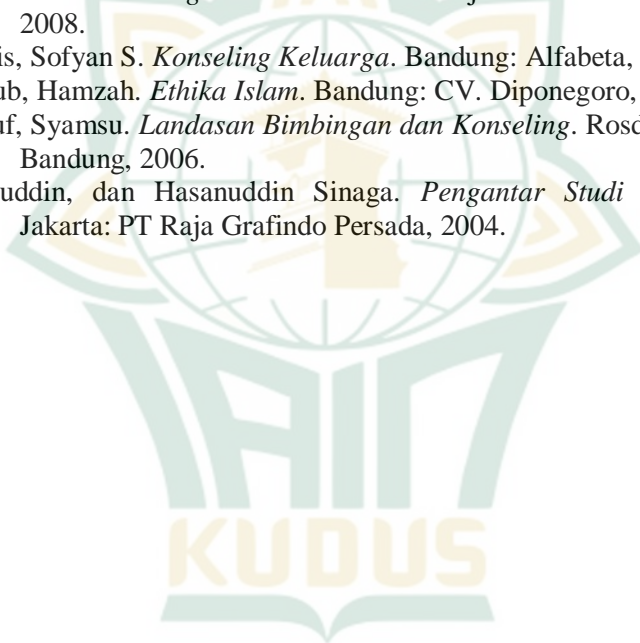 2008.
is, Sofyan S. Konseling Keluarga. Bandung: Alfabeta,
ub, Hamzah. Ethika Islam. Bandung: CV. Diponegoro,
uf, Syamsu. Landasan Bimbingan dan Konseling. Rosd
Bandung, 2006.
uddin, dan Hasanuddin Sinaga. Pengantar Studi
Jakarta: PT Raja Grafindo Persada, 2004.
IAIN
KUDUS